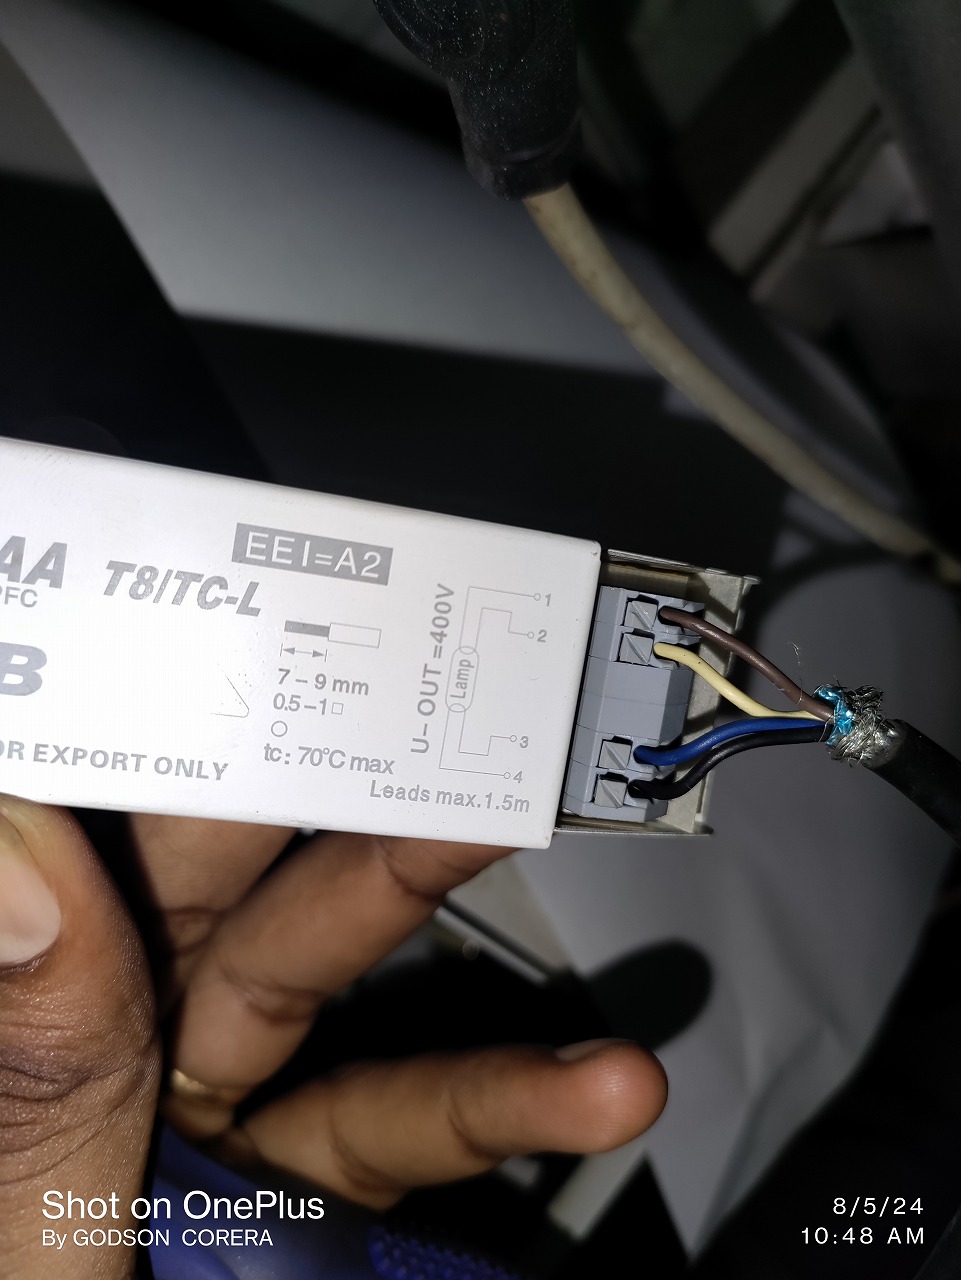 AA
PFC
T8/TC-L
EEI=A2
B
7-9 mm
0.5-1□
tc: 70°C max
OR EXPORT ONLY
U-OUT=400V
Lamp
1
2
3
4
Leads max.1.5m
Shot on OnePlus
By GODSON CORERA
8/5/24
10:48 AM